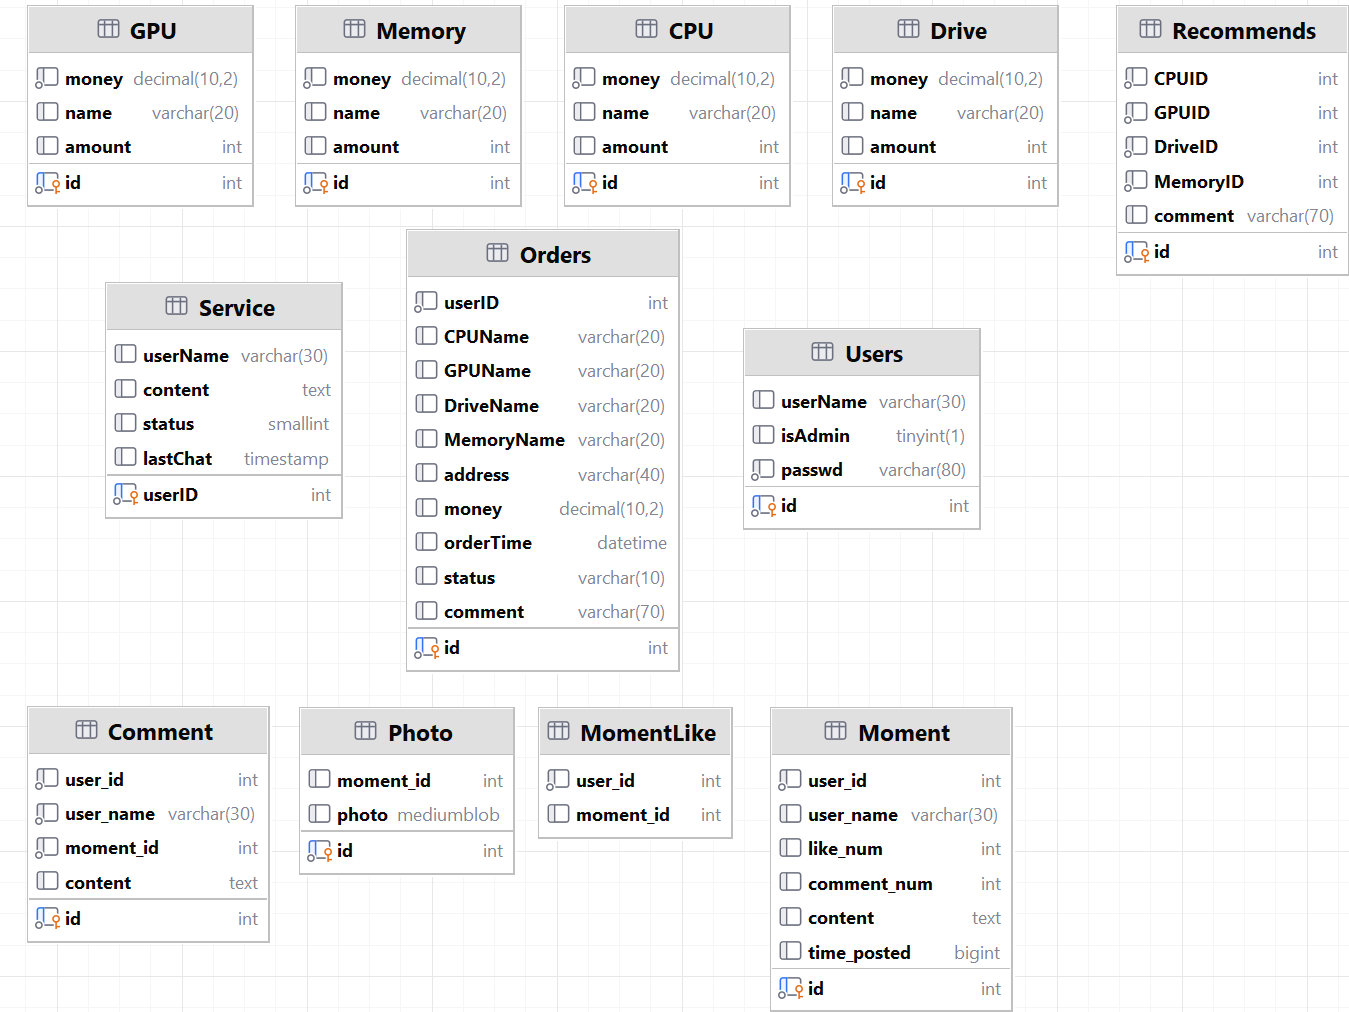 GPU
money decimal(10,2)
name varchar(20)
amount int
id int
Memory
money decimal(10,2)
name varchar(20)
amount int
id int
CPU
money decimal(10,2)
name varchar(20)
amount int
id int
Drive
money decimal(10,2)
name varchar(20)
amount int
id int
Recommends
CPUID int
GPUID int
DriveID int
MemoryID int
comment varchar(70)
id int
Service
userName varchar(30)
content text
status smallint
lastChat timestamp
userID int
Orders
userID int
CPUName varchar(20)
GPUName varchar(20)
DriveName varchar(20)
MemoryName varchar(20)
address varchar(40)
money decimal(10,2)
orderTime datetime
status varchar(10)
comment varchar(70)
id int
Users
userName varchar(30)
isAdmin tinyint(1)
passwd varchar(80)
id int
Comment
user_id int
user_name varchar(30)
moment_id int
content text
id int
Photo
moment_id int
photo mediumblob
id int
MomentLike
user_id int
moment_id int
Moment
user_id int
user_name varchar(30)
like_num int
comment_num int
content text
time_posted bigint
id int